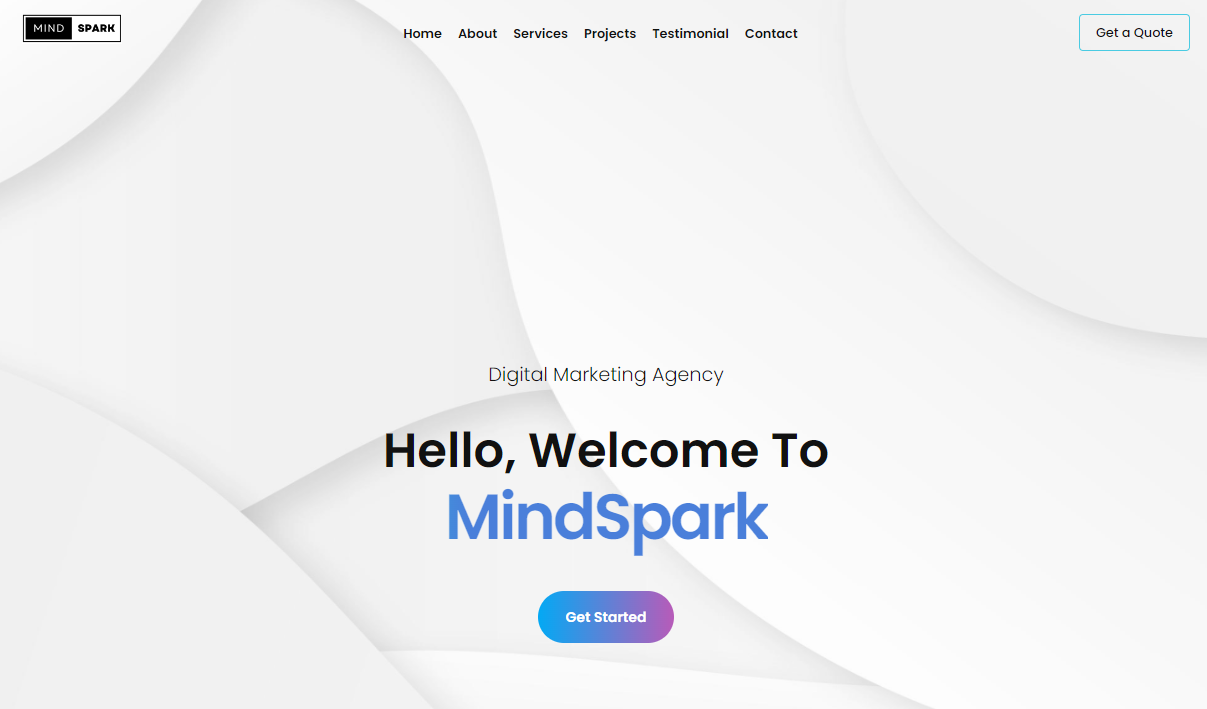 MIND SPARK
Home About Services Projects Testimonial Contact
Get a Quote
Digital Marketing Agency
Hello, Welcome To
MindSpark
Get Started